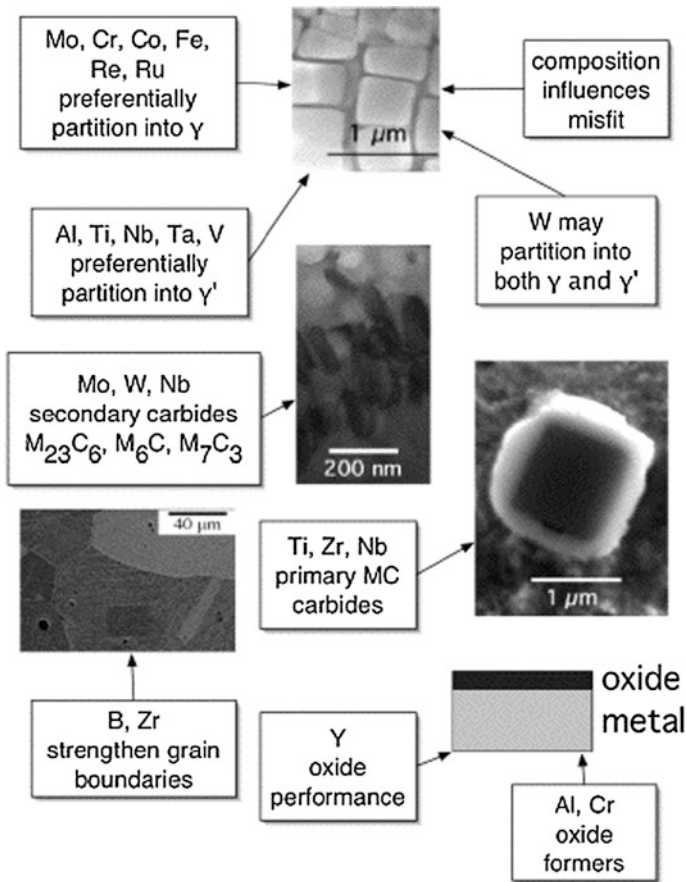 Mo, Cr, Co, Fe,
Re, Ru
preferentially
partition into γ
1 µm
composition
influences
misfit
Al, Ti, Nb, Ta, V
preferentially
partition into γ'
W may
partition into
both γ and γ'
Mo, W, Nb
secondary carbides
M23C6, M6C, M7C3
200 nm
40 µm
Ti, Zr, Nb
primary MC
carbides
1 µm
B, Zr
strengthen grain
boundaries
Y
oxide
performance
oxide
metal
Al, Cr
oxide
formers